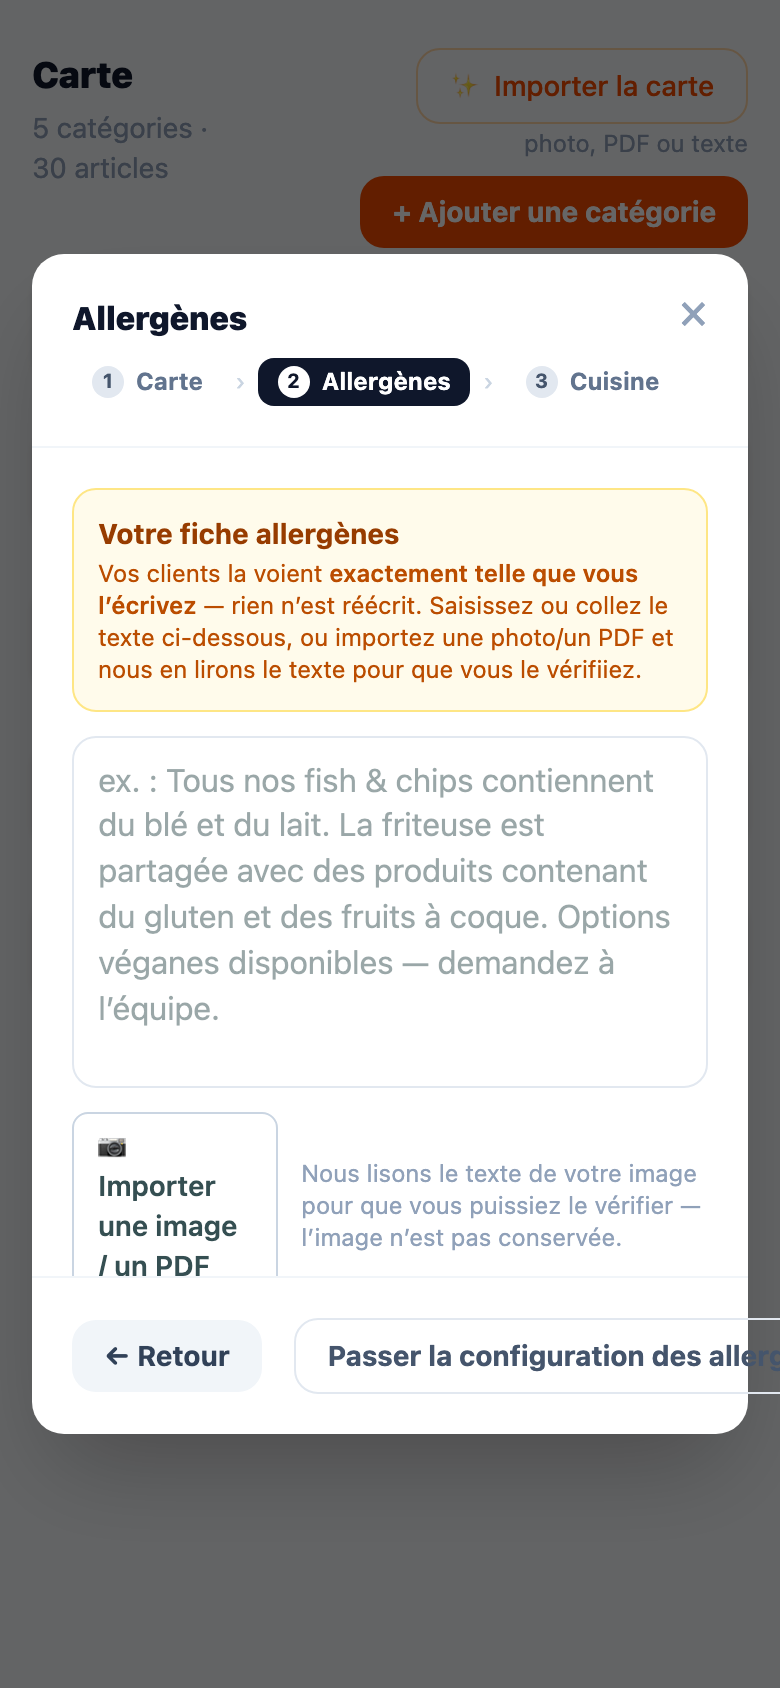 Carte
5 catégories ·
30 articles
✨ Importer la carte
photo, PDF ou texte
+ Ajouter une catégorie
Allergènes
×
1 Carte › 2 Allergènes › 3 Cuisine
Votre fiche allergènes
Vos clients la voient exactement telle que vous
l’écrivez — rien n’est réécrit. Saisissez ou collez le
texte ci-dessous, ou importez une photo/un PDF et
nous en lirons le texte pour que vous le vérifiiez.
ex. : Tous nos fish & chips contiennent
du blé et du lait. La friteuse est
partagée avec des produits contenant
du gluten et des fruits à coque. Options
véganes disponibles — demandez à
l’équipe.
📷
Importer
une image
/ un PDF
Nous lisons le texte de votre image
pour que vous puissiez le vérifier —
l’image n’est pas conservée.
← Retour
Passer la configuration des